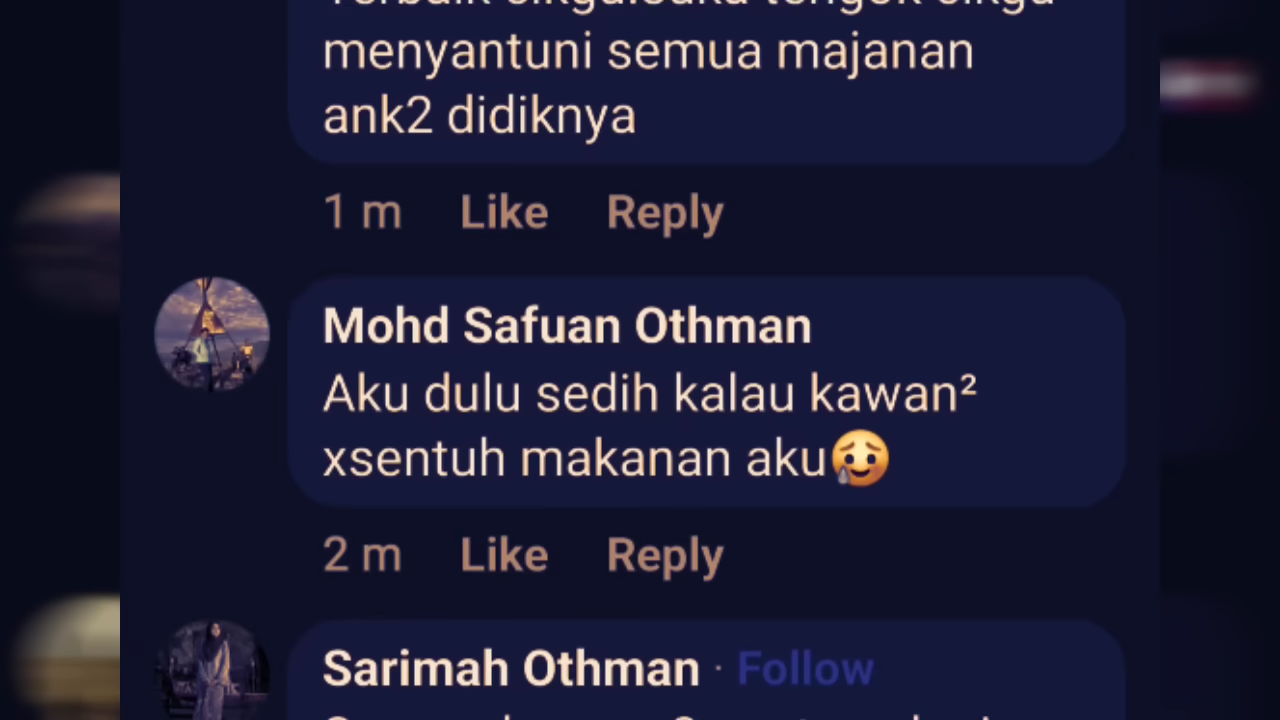 menyantuni semua majanan
ank2 didiknya
1 m Like Reply
Mohd Safuan Othman
Aku dulu sedih kalau kawan²
xsentuh makanan aku🥲
2 m Like Reply
Sarimah Othman · Follow